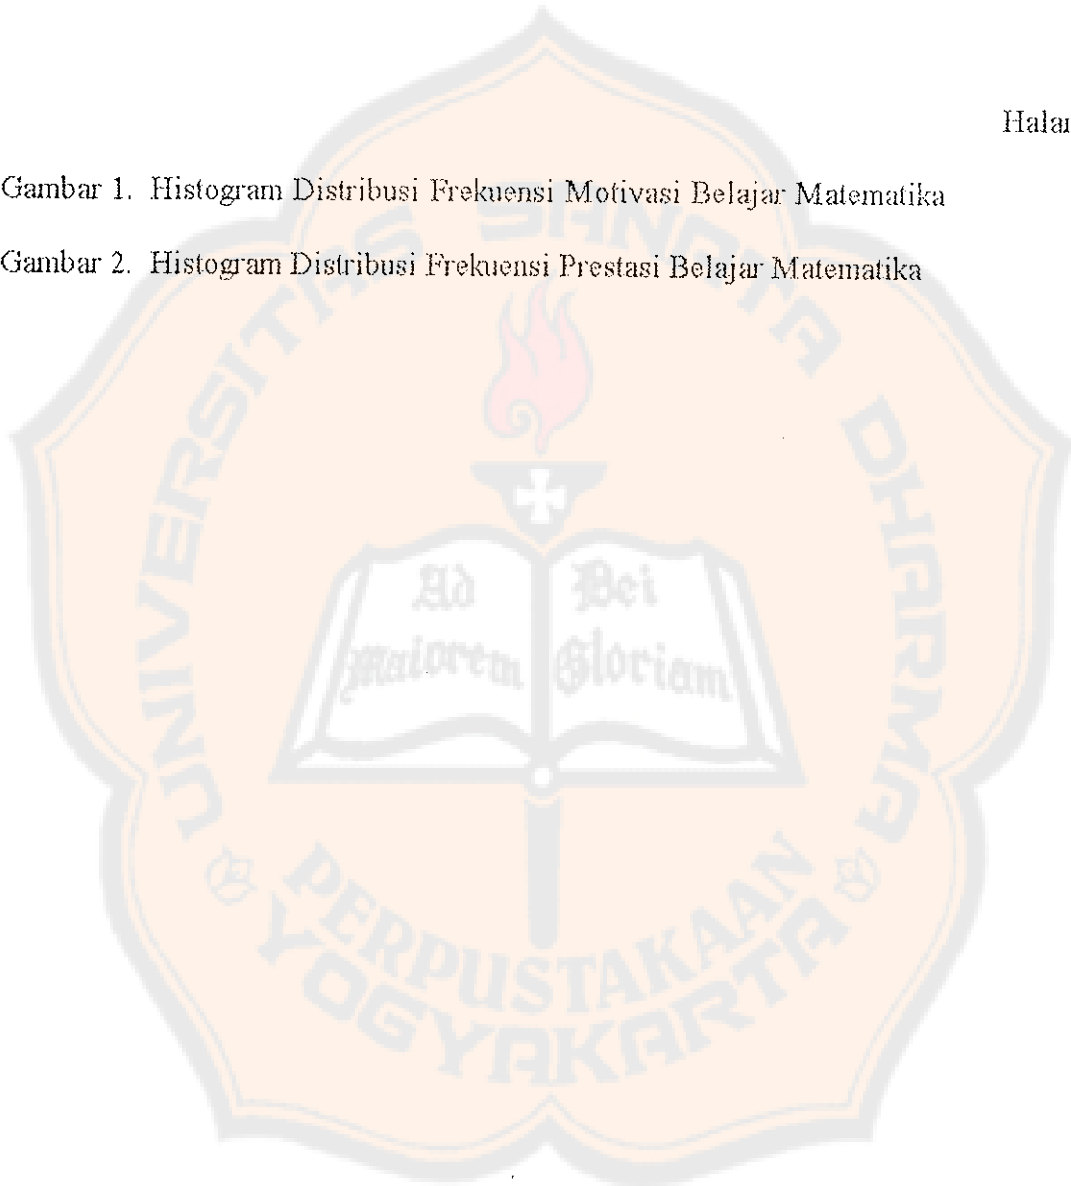 Halai
Gambar 1. Histogram Distribusi Frekuensi Motivasi Belajar Matematika
Gambar 2. Histogram Distribusi Frekuensi Prestasi Belajar Matematika
UNIVERSITAS SANATA DHARMA
Ad Dei
maiorem Gloriam
PERPUSTAKAAN
YOGYAKARTA